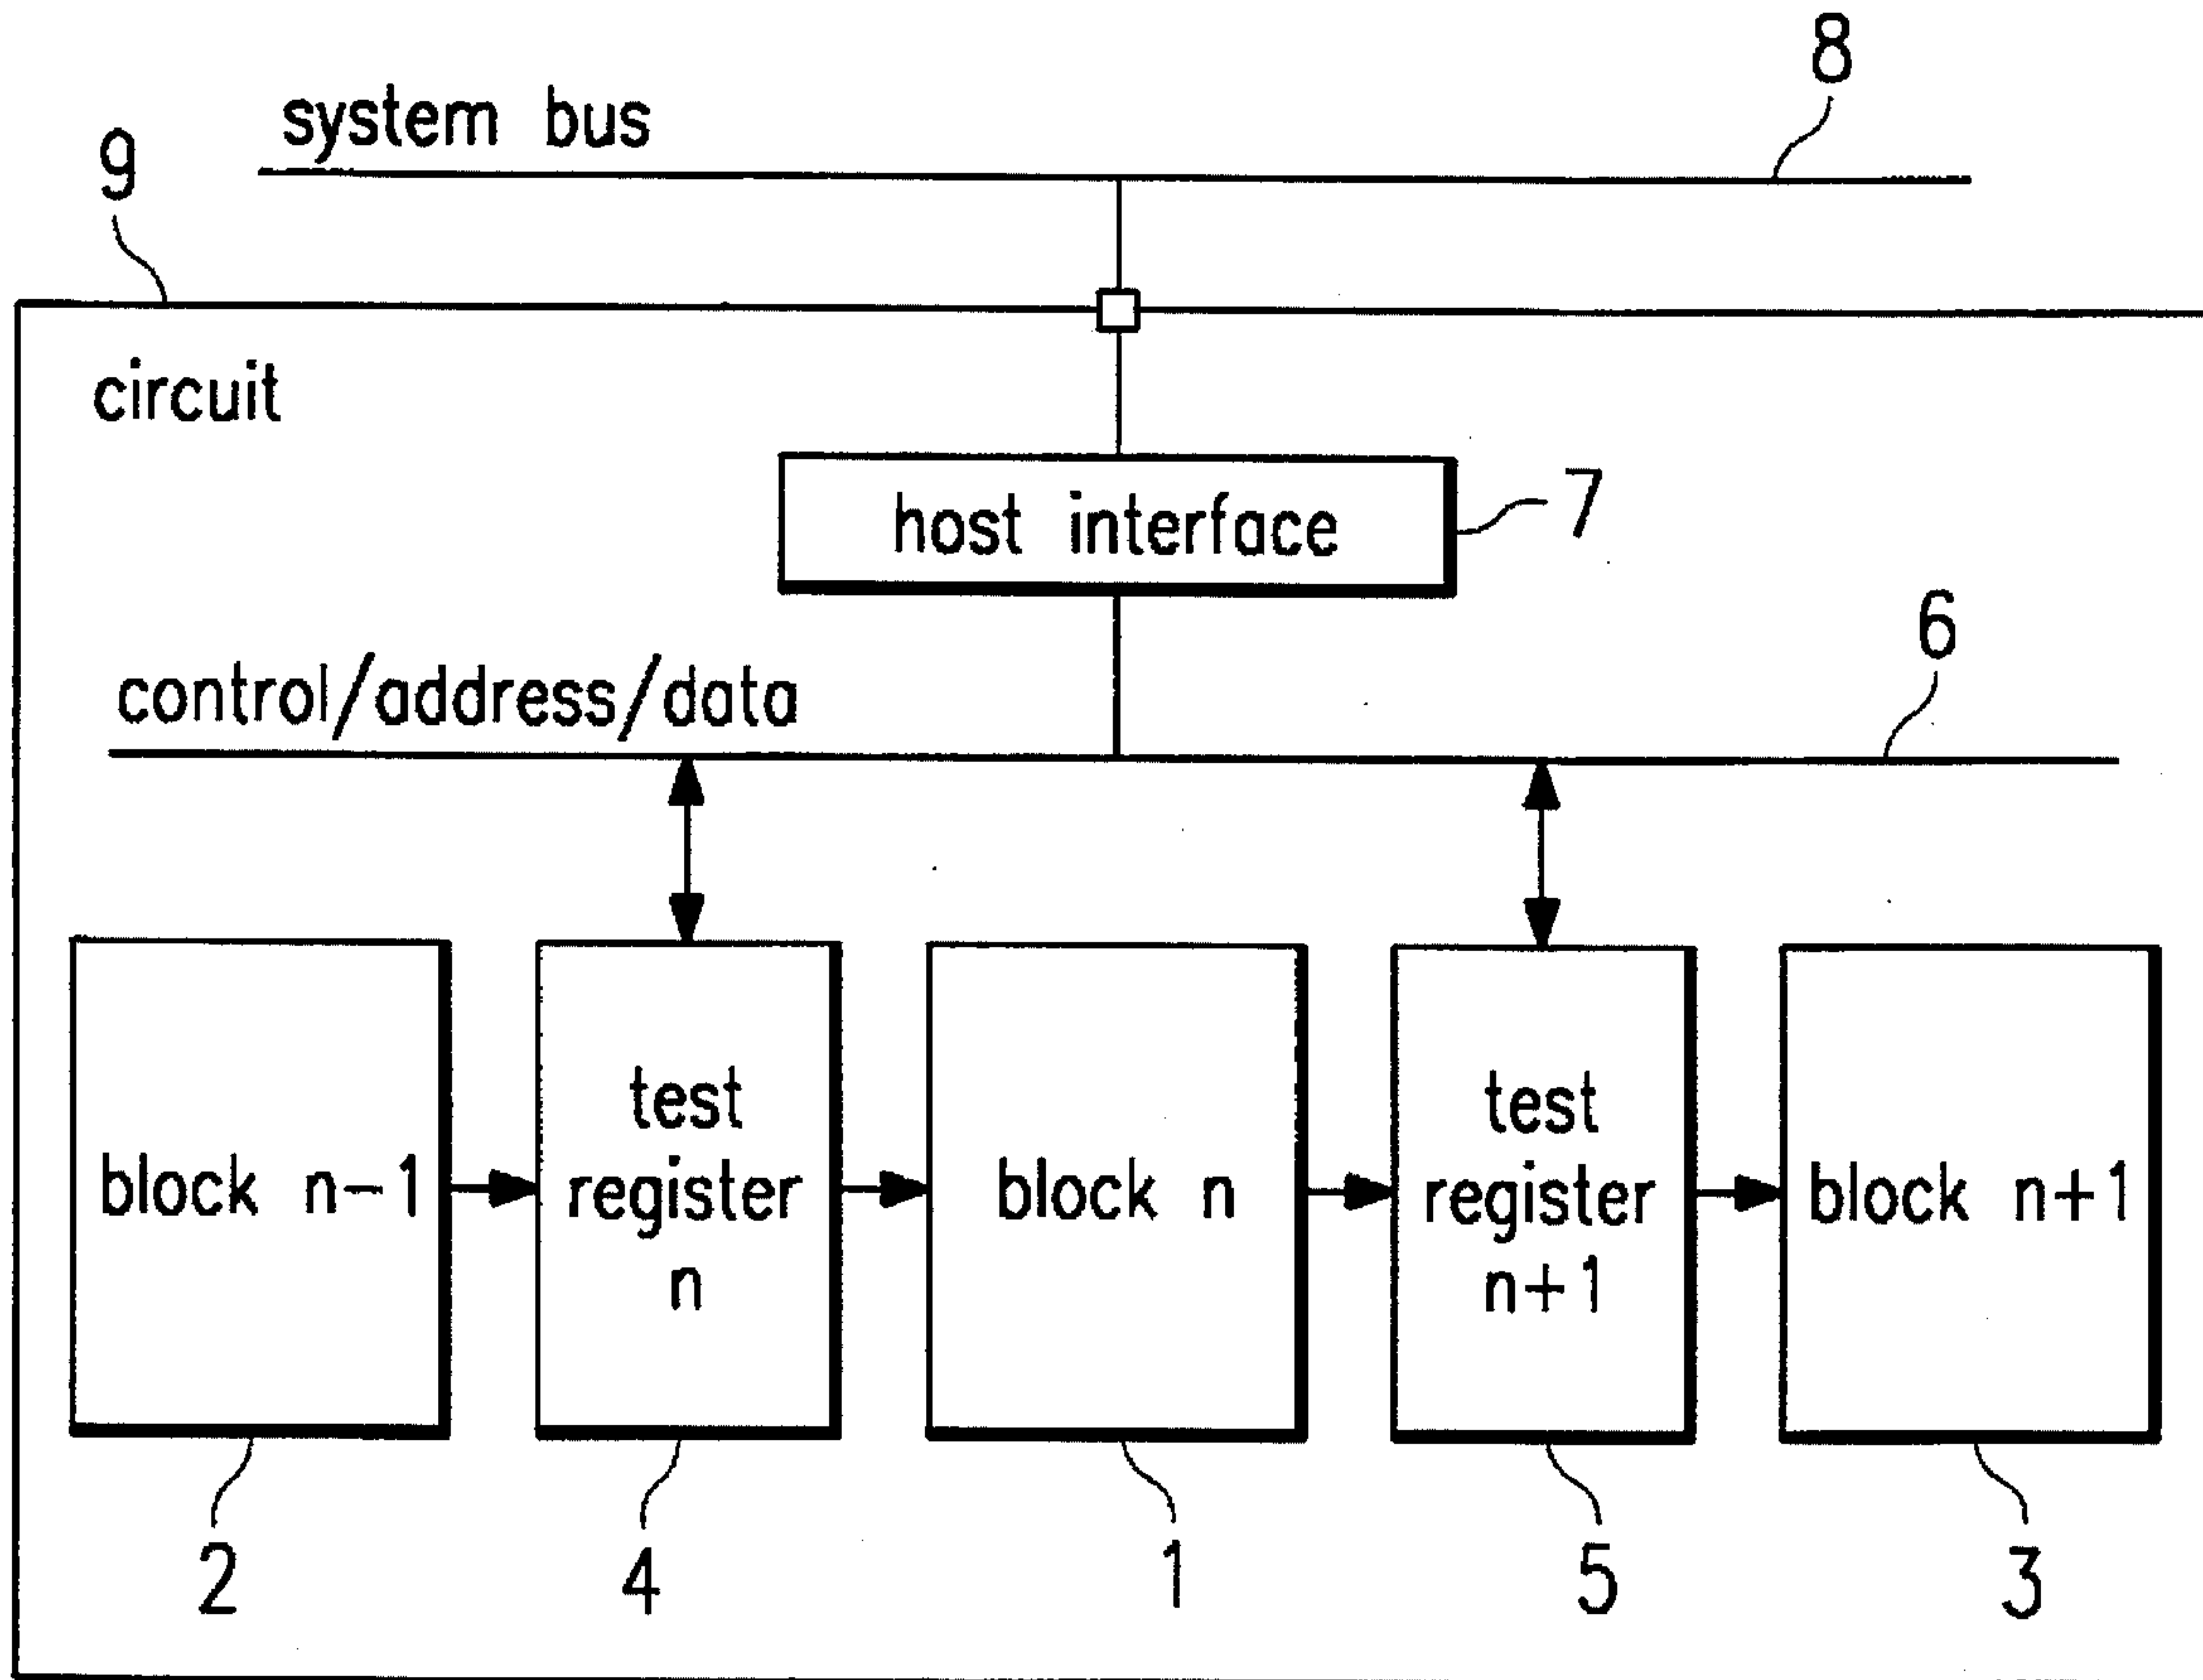 8
system bus
9
circuit
host interface
7
6
control/address/data
block n-1
test
register
n
block n
test
register
n+1
block n+1
2
4
1
5
3